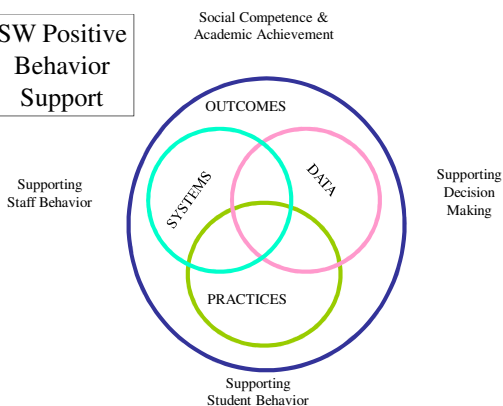 Social Competence &
Academic Achievement
SW Positive
Behavior
Support
OUTCOMES
SYSTEMS
DATA
Supporting
Staff Behavior
Supporting
Decision
Making
PRACTICES
Supporting
Student Behavior